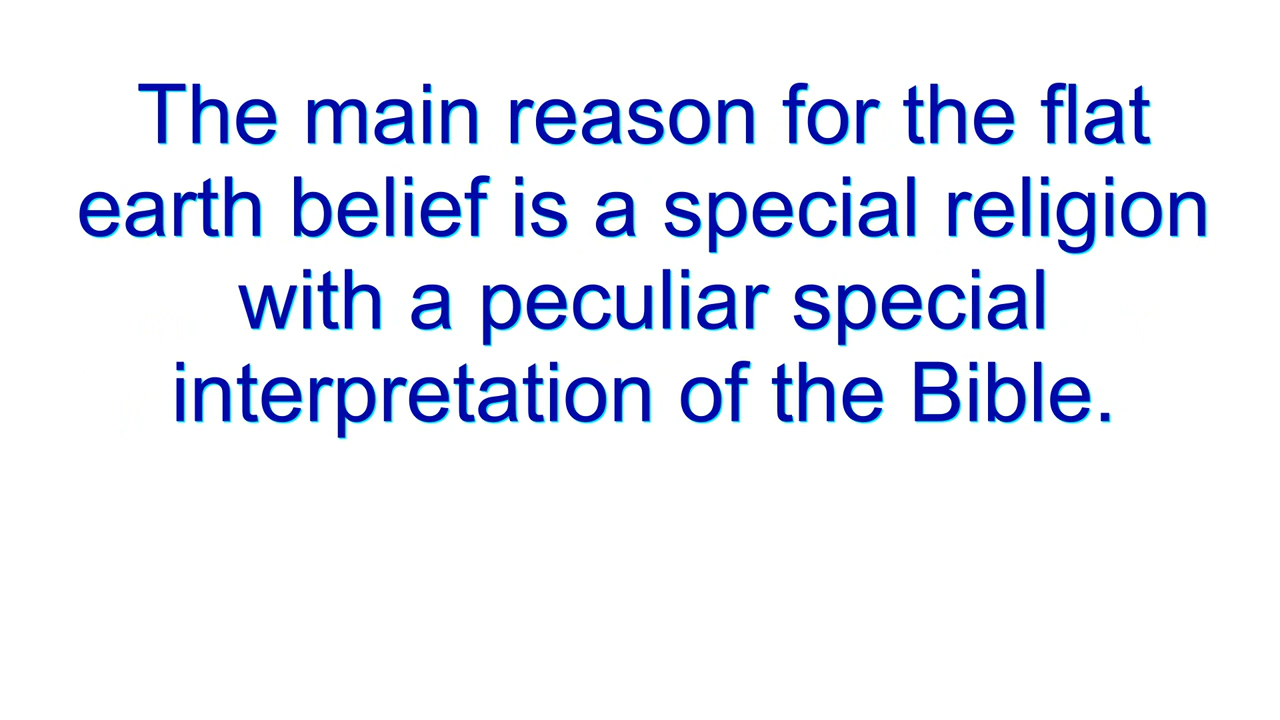 The main reason for the flat
earth belief is a special religion
with a peculiar special
interpretation of the Bible.